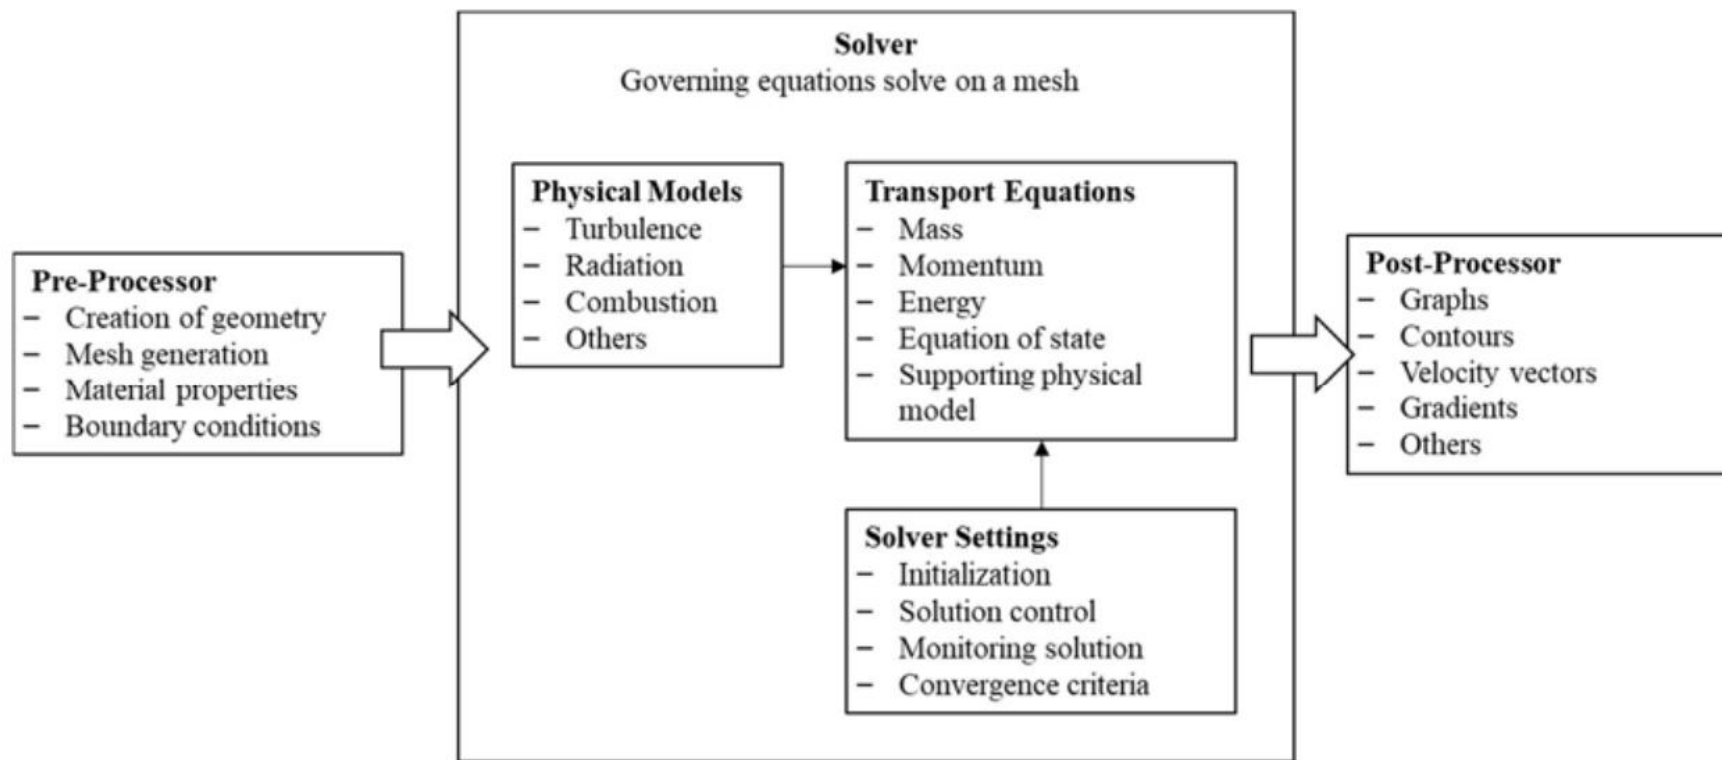 Solver
Governing equations solve on a mesh
Pre-Processor
– Creation of geometry
– Mesh generation
– Material properties
– Boundary conditions
Physical Models
– Turbulence
– Radiation
– Combustion
– Others
Transport Equations
– Mass
– Momentum
– Energy
– Equation of state
– Supporting physical
model
Solver Settings
– Initialization
– Solution control
– Monitoring solution
– Convergence criteria
Post-Processor
– Graphs
– Contours
– Velocity vectors
– Gradients
– Others